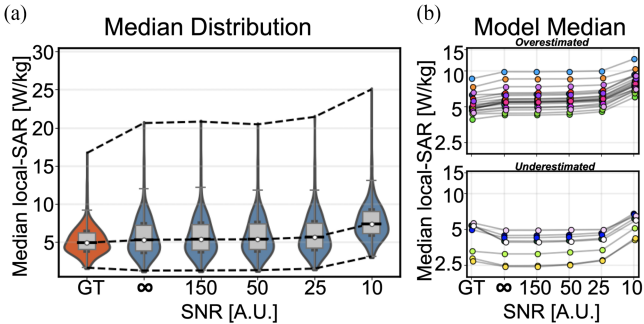 (a)
Median Distribution
Median local-SAR [W/kg]
30
25
20
15
10
5
GT
∞
150
50
25
10
SNR [A.U.]
(b)
Model Median
Overestimated
Median local-SAR [W/kg]
15
10
5
2.5
Underestimated
15
10
5
2.5
GT
∞
150
50
25
10
SNR [A.U.]